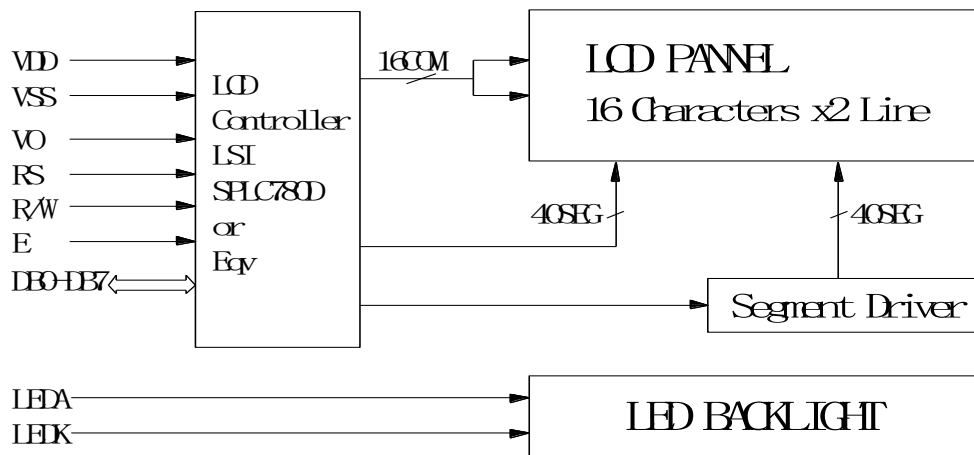 VDD
VSS
VO
RS
R/W
E
DB0-DB7
LCD
Controller
LSI
SPLC780D
or
Eqv
16COM
LCD PANNEL
16 Characters x2 Line
40SEG
40SEG
Segment Driver
LEDA
LEDK
LED BACKLIGHT